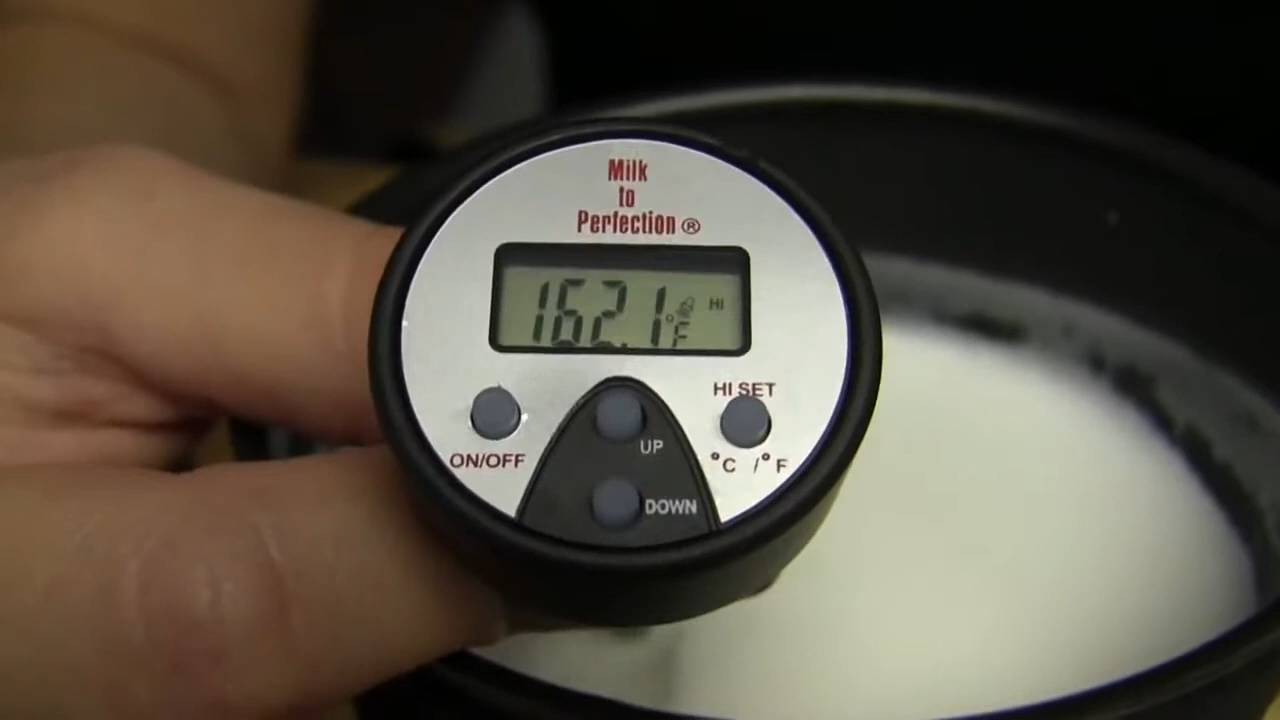 Milk
to
Perfection ®
162.1 °F HI
HI SET
ON/OFF
UP
°C /°F
DOWN